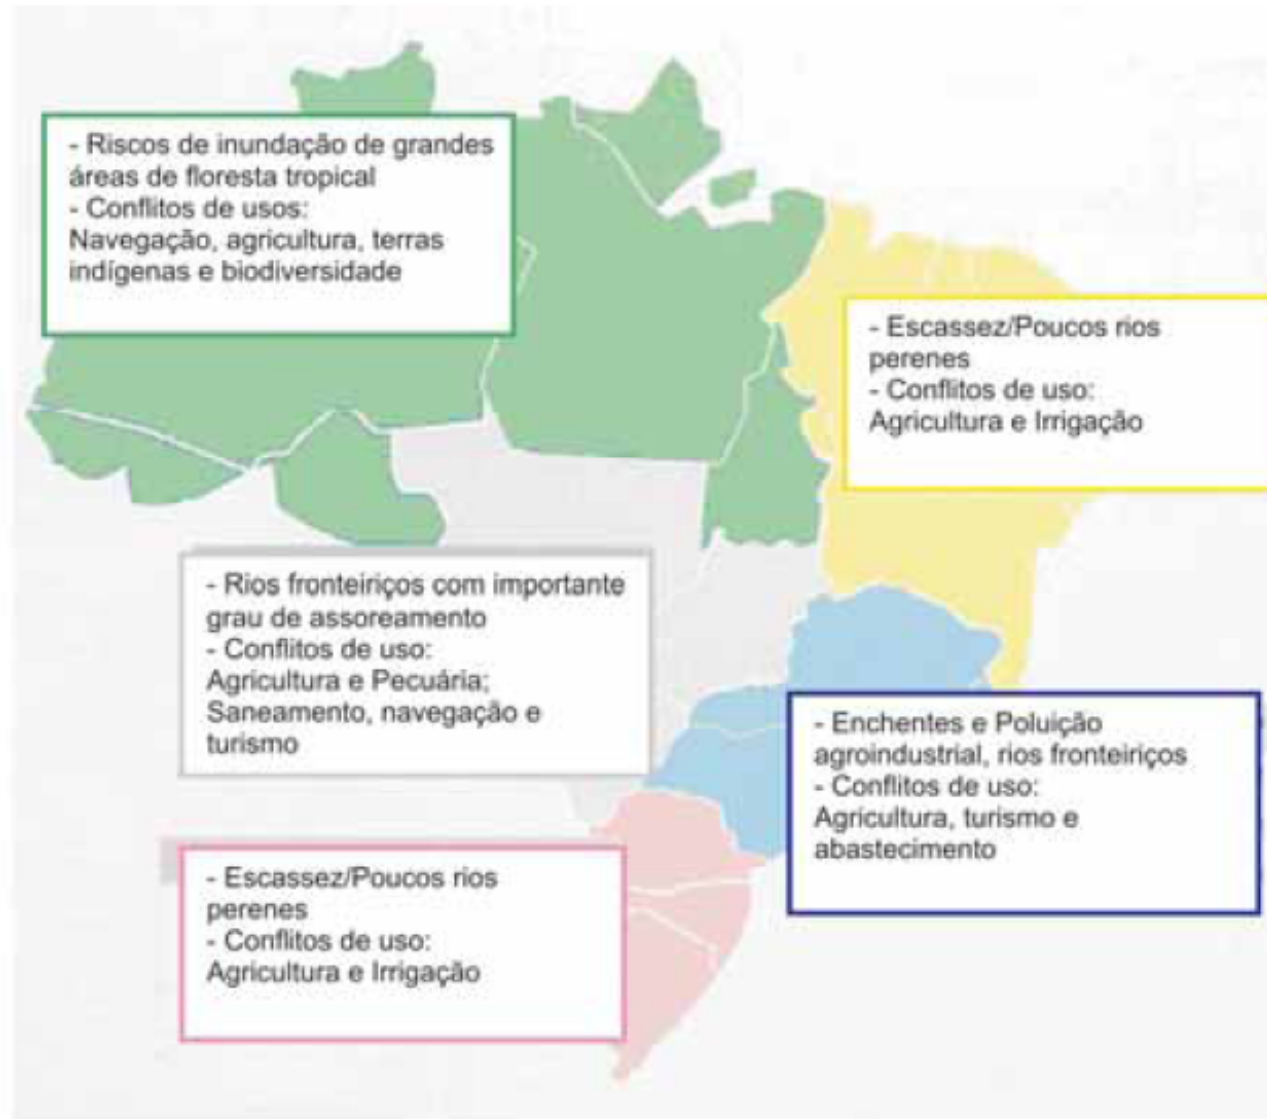 - Riscos de inundação de grandes
áreas de floresta tropical
- Conflitos de usos:
Navegação, agricultura, terras
indígenas e biodiversidade
- Escassez/Poucos rios
perenes
- Conflitos de uso:
Agricultura e Irrigação
- Rios fronteiriços com importante
grau de assoreamento
- Conflitos de uso:
Agricultura e Pecuária;
Saneamento, navegação e
turismo
- Enchentes e Poluição
agroindustrial, rios fronteiriços
- Conflitos de uso:
Agricultura, turismo e
abastecimento
- Escassez/Poucos rios
perenes
- Conflitos de uso:
Agricultura e Irrigação